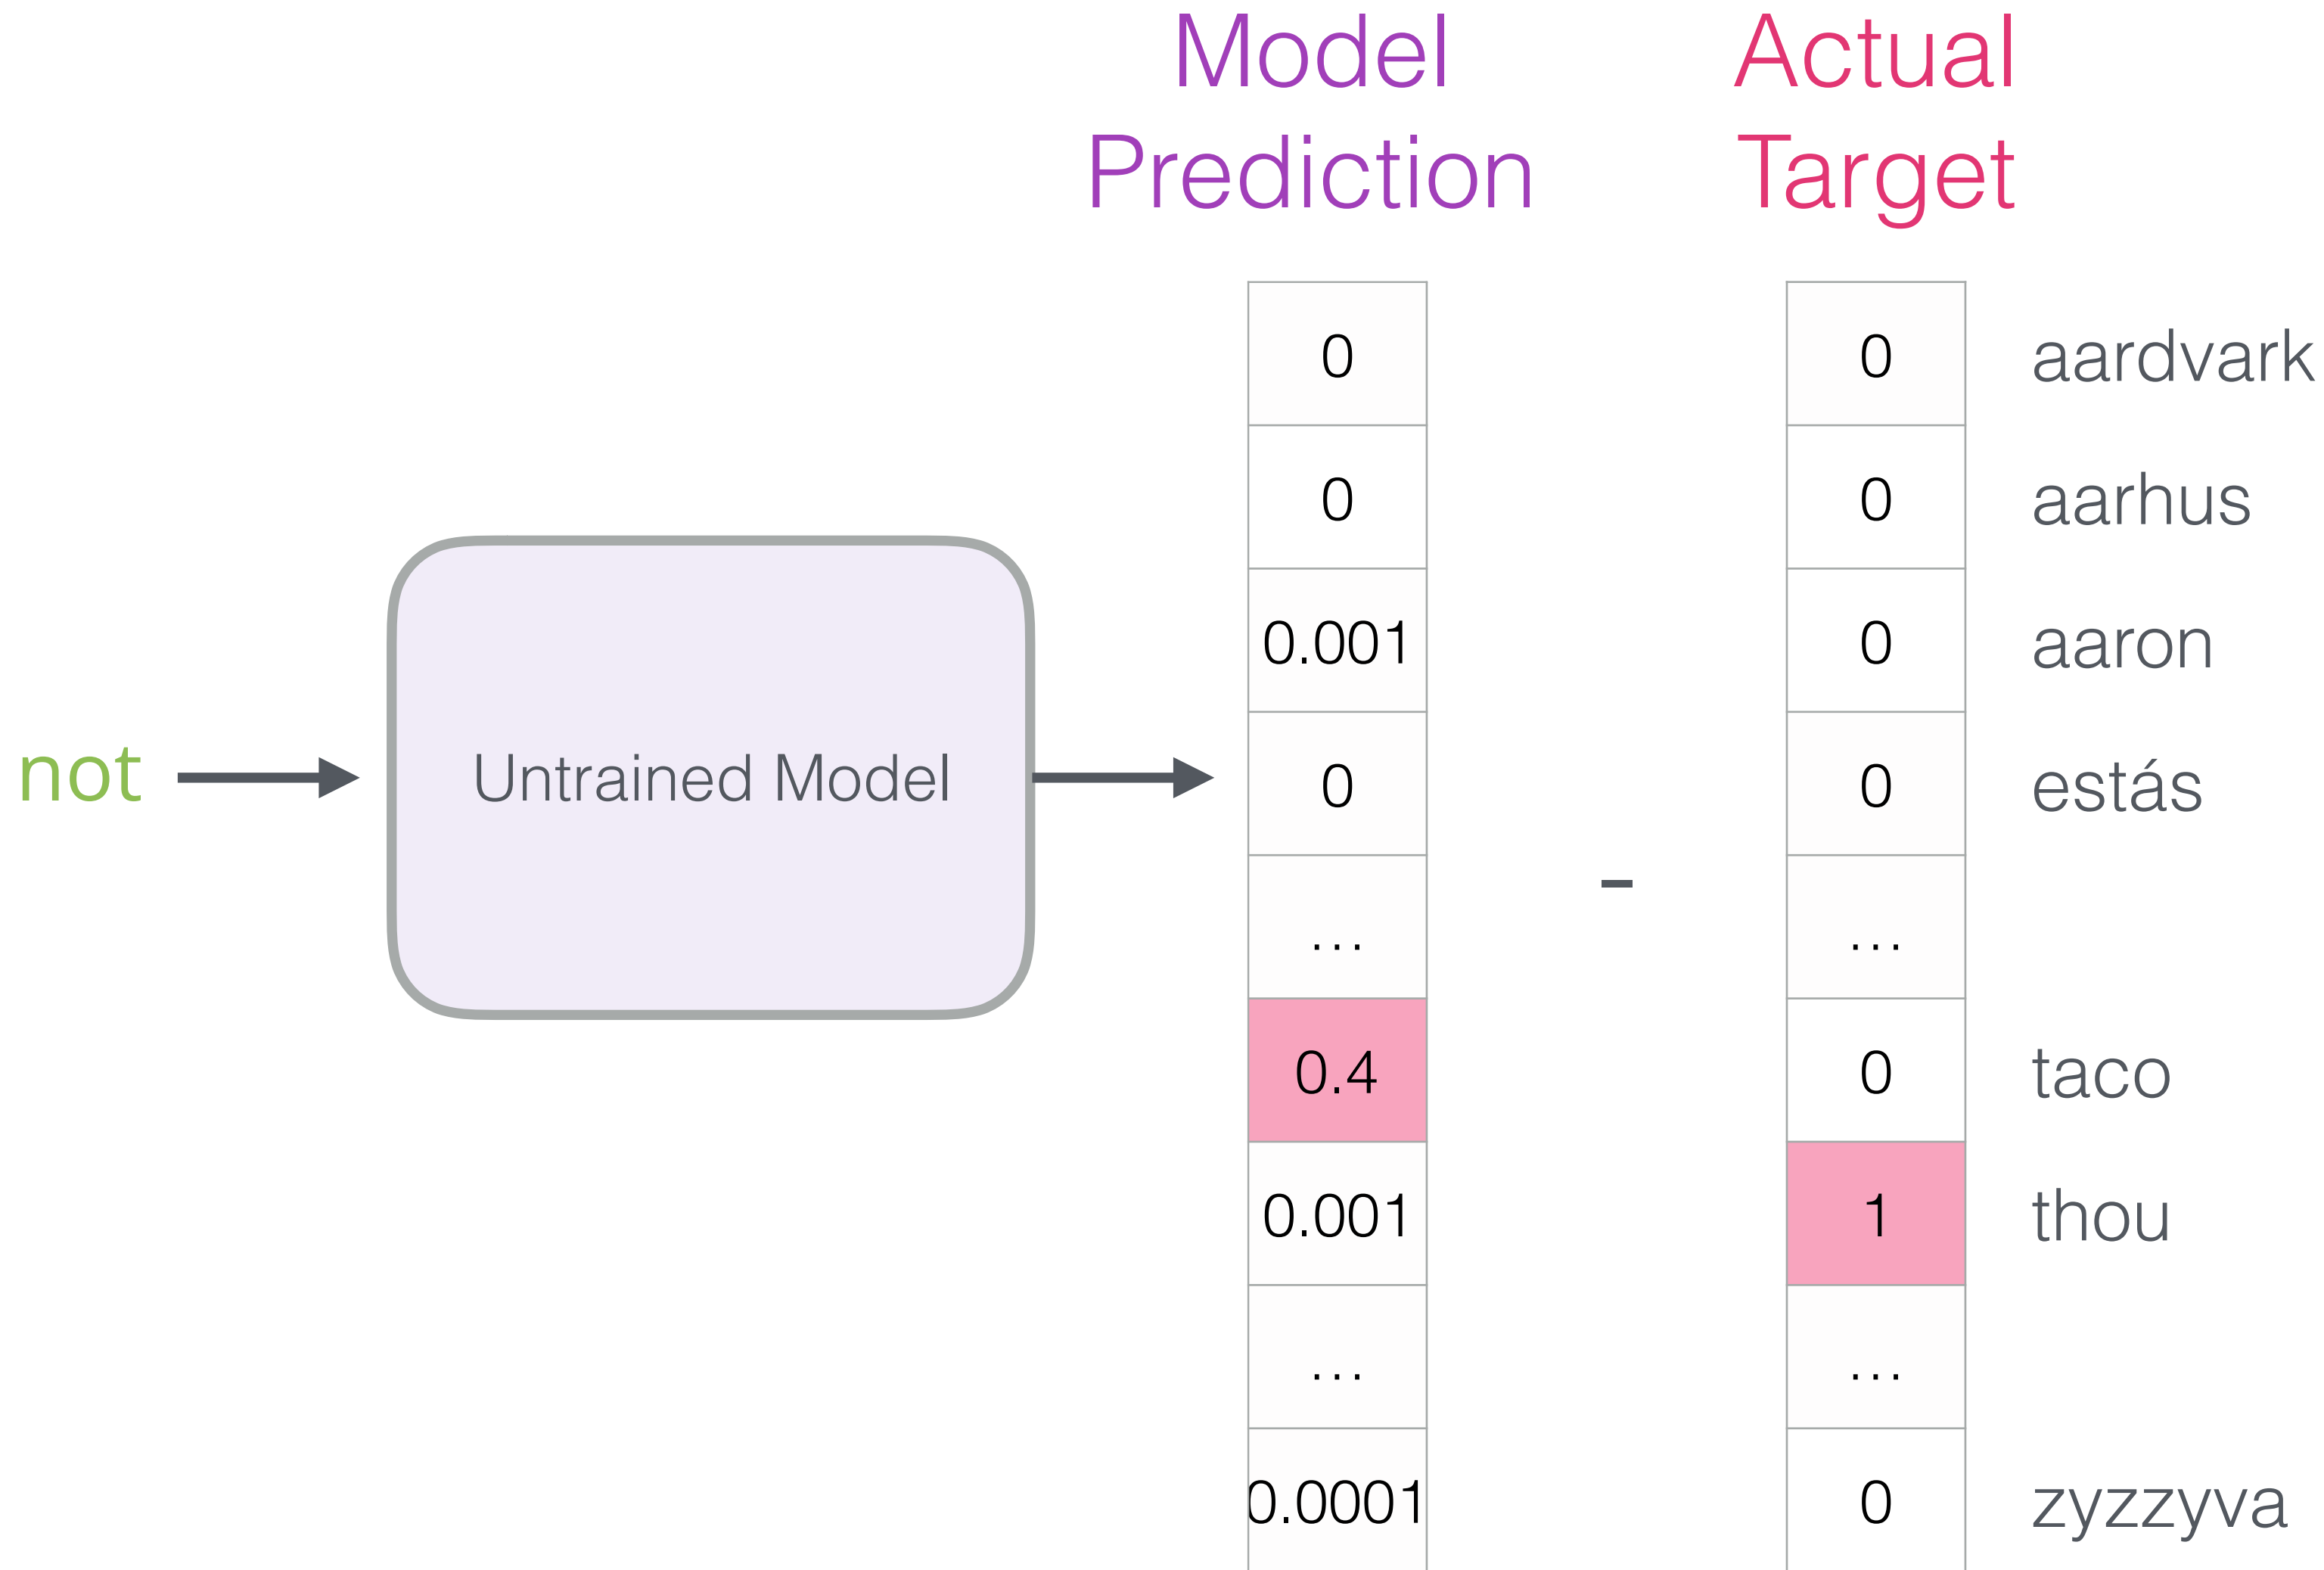 Model Prediction
Actual Target
0 0 aardvark
0 0 aarhus
0.001 0 aaron
not
Untrained Model
0 0 estás
-
... ...
0.4 0 taco
0.001 1 thou
... ...
0.0001 0 zyzzyva